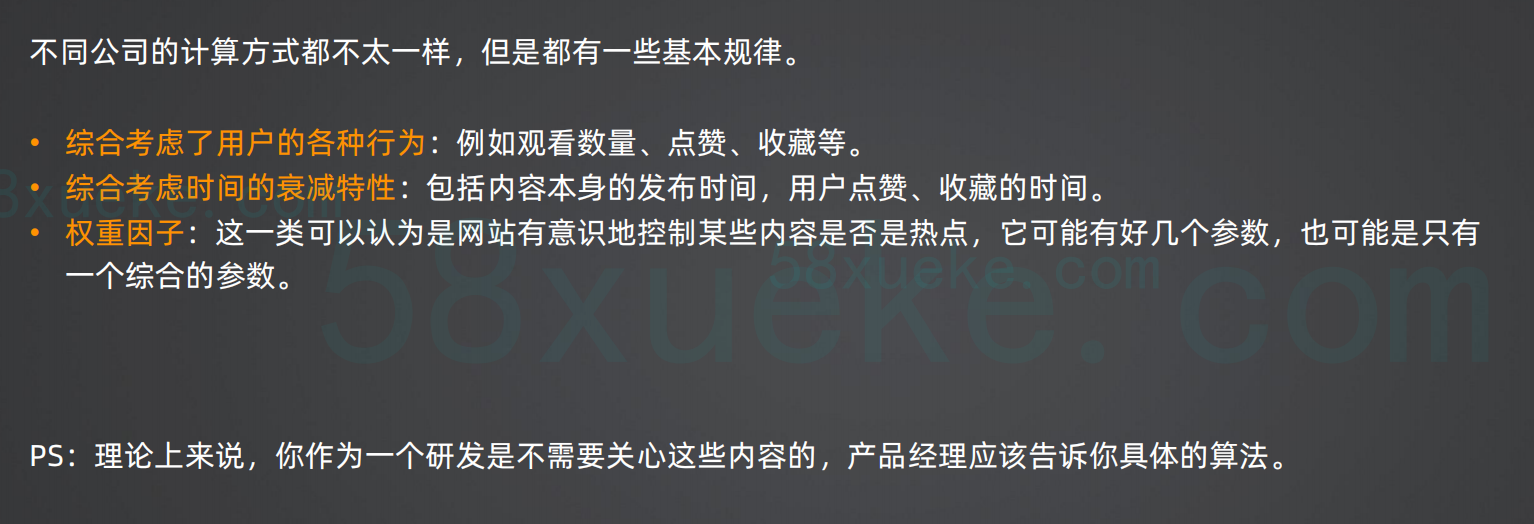 不同公司的计算方式都不太一样，但是都有一些基本规律。
• 综合考虑了用户的各种行为：例如观看数量、点赞、收藏等。
• 综合考虑时间的衰减特性：包括内容本身的发布时间，用户点赞、收藏的时间。
• 权重因子：这一类可以认为是网站有意识地控制某些内容是否是热点，它可能有好几个参数，也可能是只有
一个综合的参数。
58xueke.com
58xueke.com
PS：理论上来说，你作为一个研发是不需要关心这些内容的，产品经理应该告诉你具体的算法。